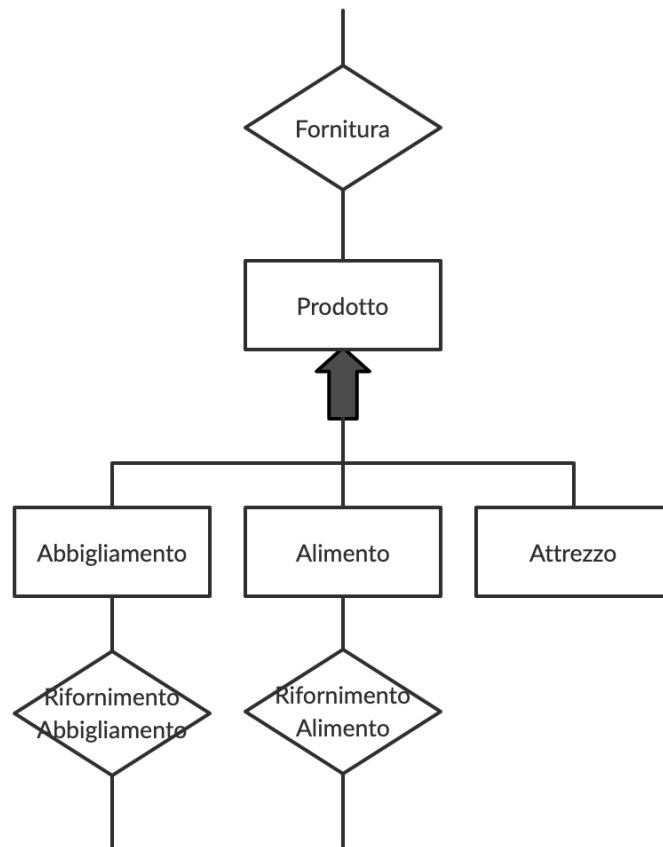 Fornitura
Prodotto
Abbigliamento
Alimento
Attrezzo
Rifornimento
Abbigliamento
Rifornimento
Alimento